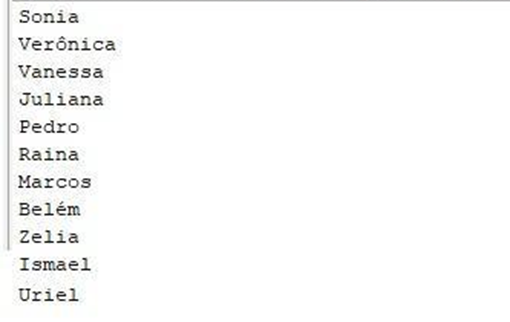 Sonia
Verônica
Vanessa
Juliana
Pedro
Raina
Marcos
Belém
Zelia
Ismael
Uriel